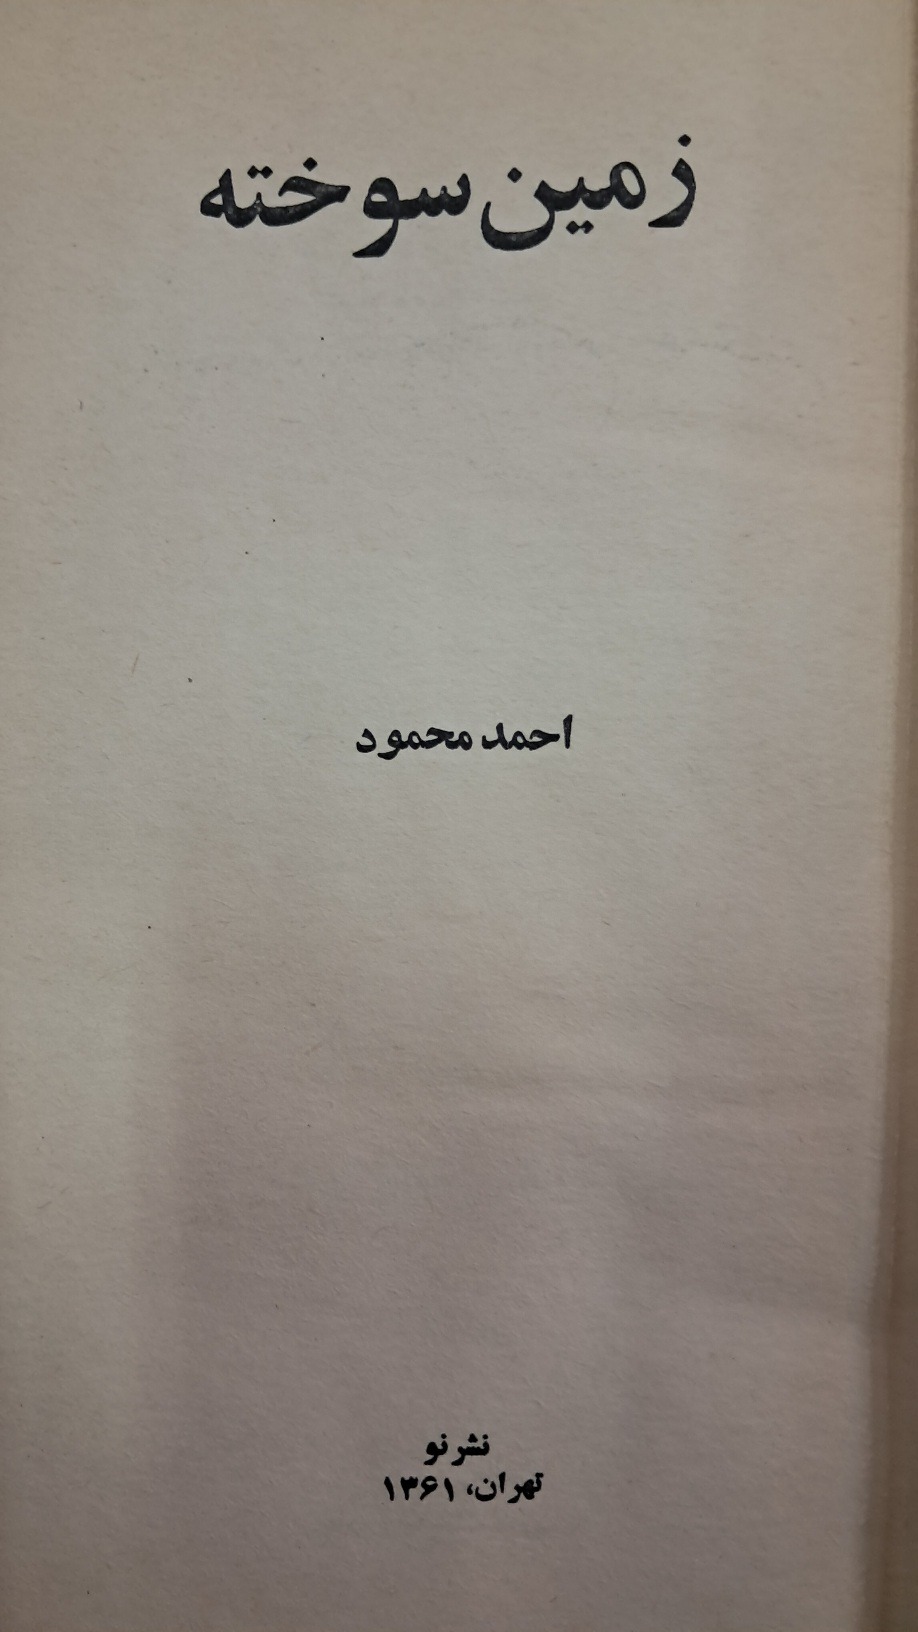 زمین سوخته
احمد محمود
نشر نو
تهران، ۱۳۶۱